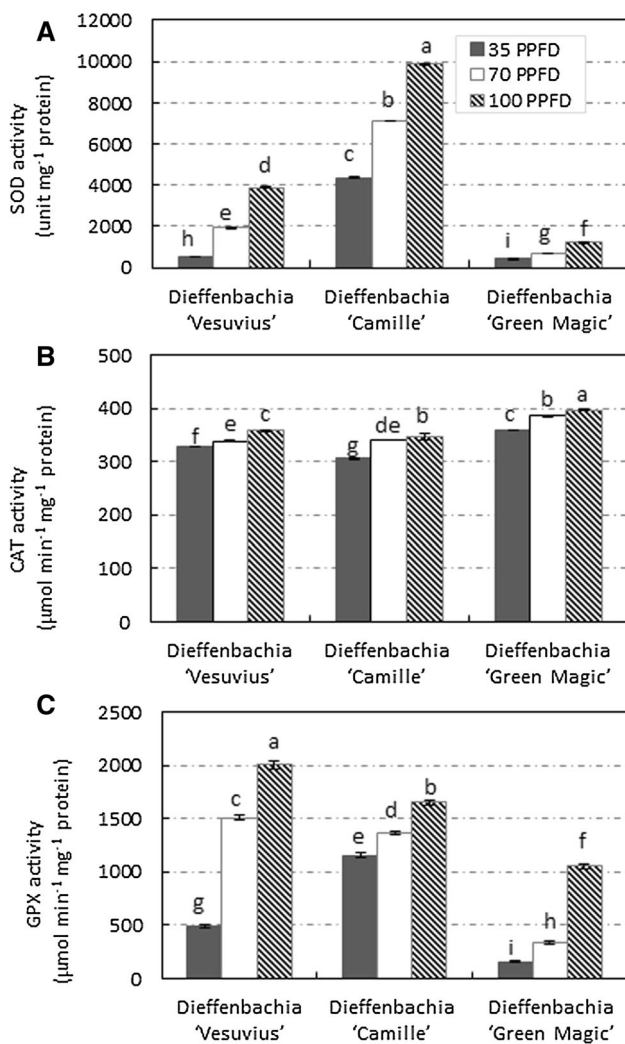 A
12000
10000
8000
6000
4000
2000
0
SOD activity
(unit mg⁻¹ protein)
35 PPFD
70 PPFD
100 PPFD
h e d
c b a
i g f
Dieffenbachia Dieffenbachia Dieffenbachia
‘Vesuvius’ ‘Camille’ ‘Green Magic’
B
500
400
300
200
100
0
CAT activity
(µmol min⁻¹ mg⁻¹ protein)
f e c
g de b
c b a
Dieffenbachia Dieffenbachia Dieffenbachia
‘Vesuvius’ ‘Camille’ ‘Green Magic’
C
2500
2000
1500
1000
500
0
GPX activity
(µmol min⁻¹ mg⁻¹ protein)
g c a
e d b
i h f
Dieffenbachia Dieffenbachia Dieffenbachia
‘Vesuvius’ ‘Camille’ ‘Green Magic’